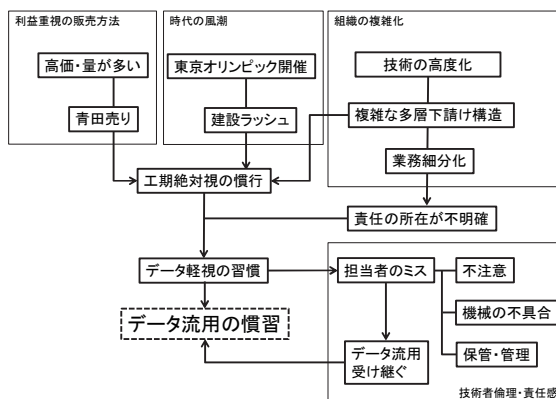 利益重視の販売方法
高価・量が多い
青田売り
時代の風潮
東京オリンピック開催
建設ラッシュ
組織の複雑化
技術の高度化
複雑な多層下請け構造
業務細分化
工期絶対視の慣行
責任の所在が不明確
データ軽視の習慣
担当者のミス
不注意
機械の不具合
保管・管理
データ流用の慣習
データ流用
受け継ぐ
技術者倫理・責任感